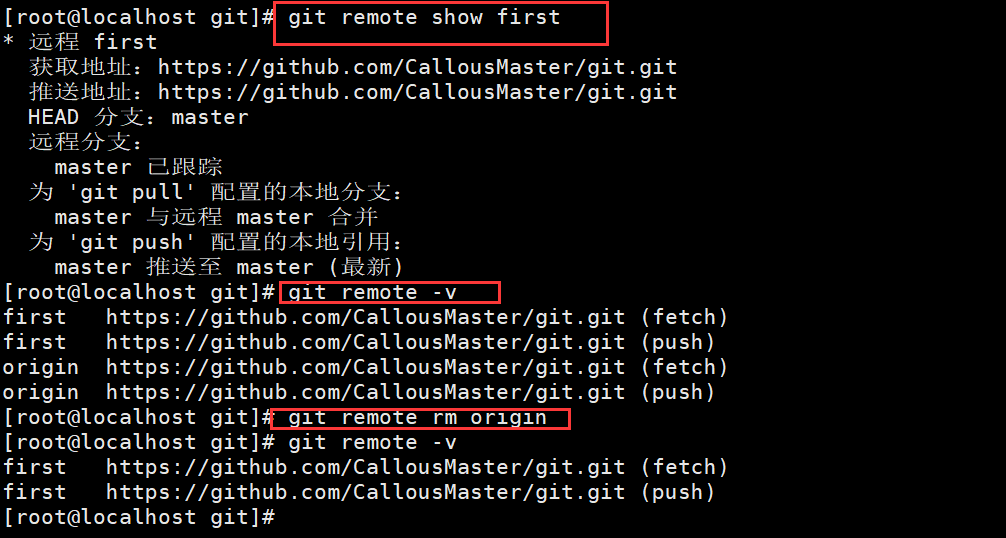 [root@localhost git]# git remote show first
* 远程 first
  获取地址：https://github.com/CallousMaster/git.git
  推送地址：https://github.com/CallousMaster/git.git
  HEAD 分支：master
  远程分支：
    master 已跟踪
  为 'git pull' 配置的本地分支：
    master 与远程 master 合并
  为 'git push' 配置的本地引用：
    master 推送至 master (最新)
[root@localhost git]# git remote -v
first   https://github.com/CallousMaster/git.git (fetch)
first   https://github.com/CallousMaster/git.git (push)
origin  https://github.com/CallousMaster/git.git (fetch)
origin  https://github.com/CallousMaster/git.git (push)
[root@localhost git]# git remote rm origin
[root@localhost git]# git remote -v
first   https://github.com/CallousMaster/git.git (fetch)
first   https://github.com/CallousMaster/git.git (push)
[root@localhost git]#